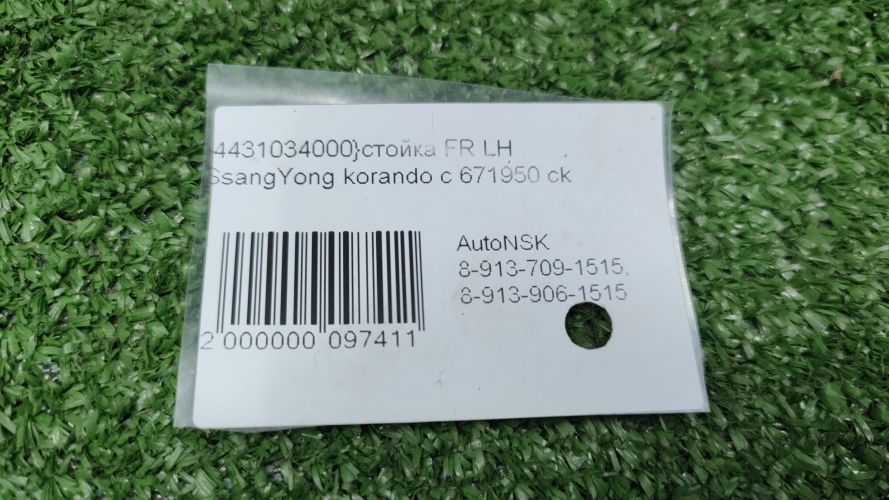 4431034000}стойка FR LH
SsangYong korando c 671950 ck
AutoNSK
8-913-709-1515,
8-913-906-1515
2 000000 097411